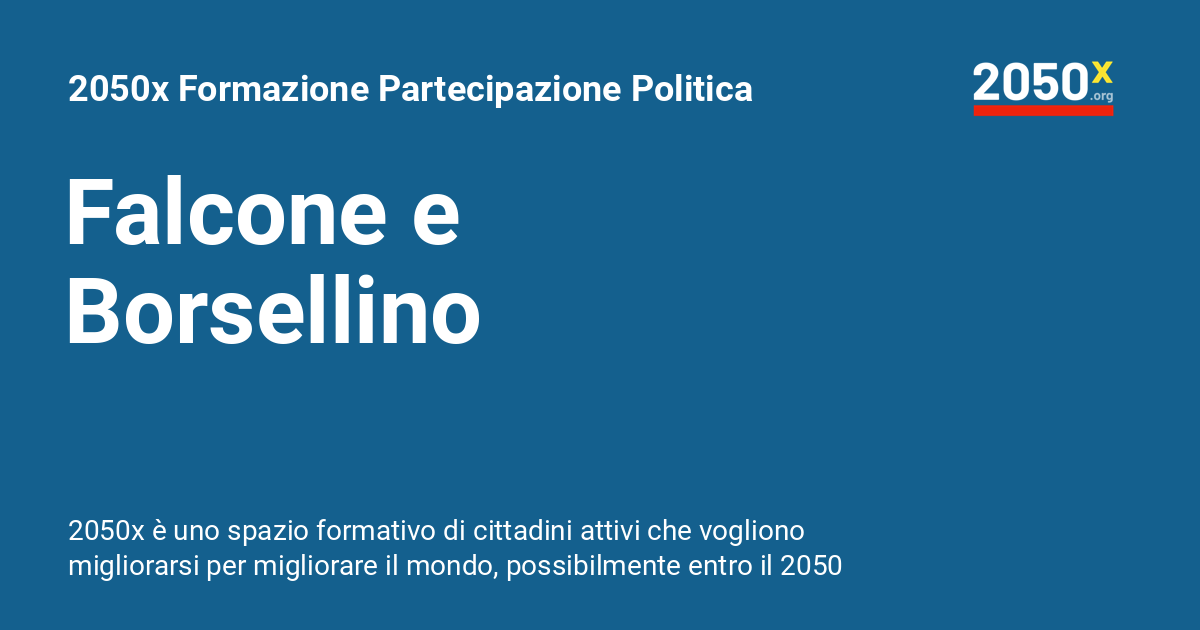 2050x Formazione Partecipazione Politica
2050x
.org
Falcone e
Borsellino
2050x è uno spazio formativo di cittadini attivi che vogliono
migliorarsi per migliorare il mondo, possibilmente entro il 2050